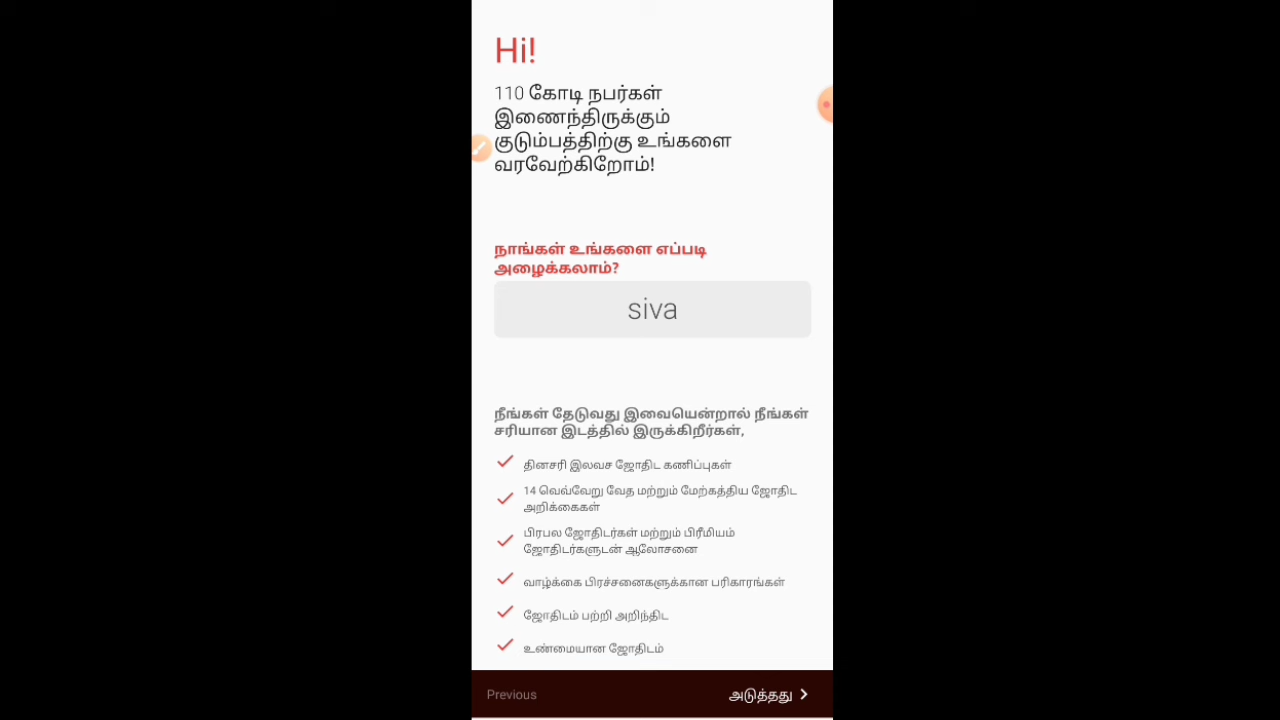 Hi!
110 கோடி நபர்கள்
இணைந்திருக்கும்
குடும்பத்திற்கு உங்களை
வரவேற்கிறோம்!
நாங்கள் உங்களை எப்படி
அழைக்கலாம்?
siva
நீங்கள் தேடுவது இவையென்றால் நீங்கள்
சரியான இடத்தில் இருக்கிறீர்கள்,
தினசரி இலவச ஜோதிட கணிப்புகள்
14 வெவ்வேறு வேத மற்றும் மேற்கத்திய ஜோதிட
அறிக்கைகள்
பிரபல ஜோதிடர்கள் மற்றும் பிரீமியம்
ஜோதிடர்களுடன் ஆலோசனை
வாழ்க்கை பிரச்சனைகளுக்கான பரிகாரங்கள்
ஜோதிடம் பற்றி அறிந்திட
உண்மையான ஜோதிடம்
Previous
அடுத்தது